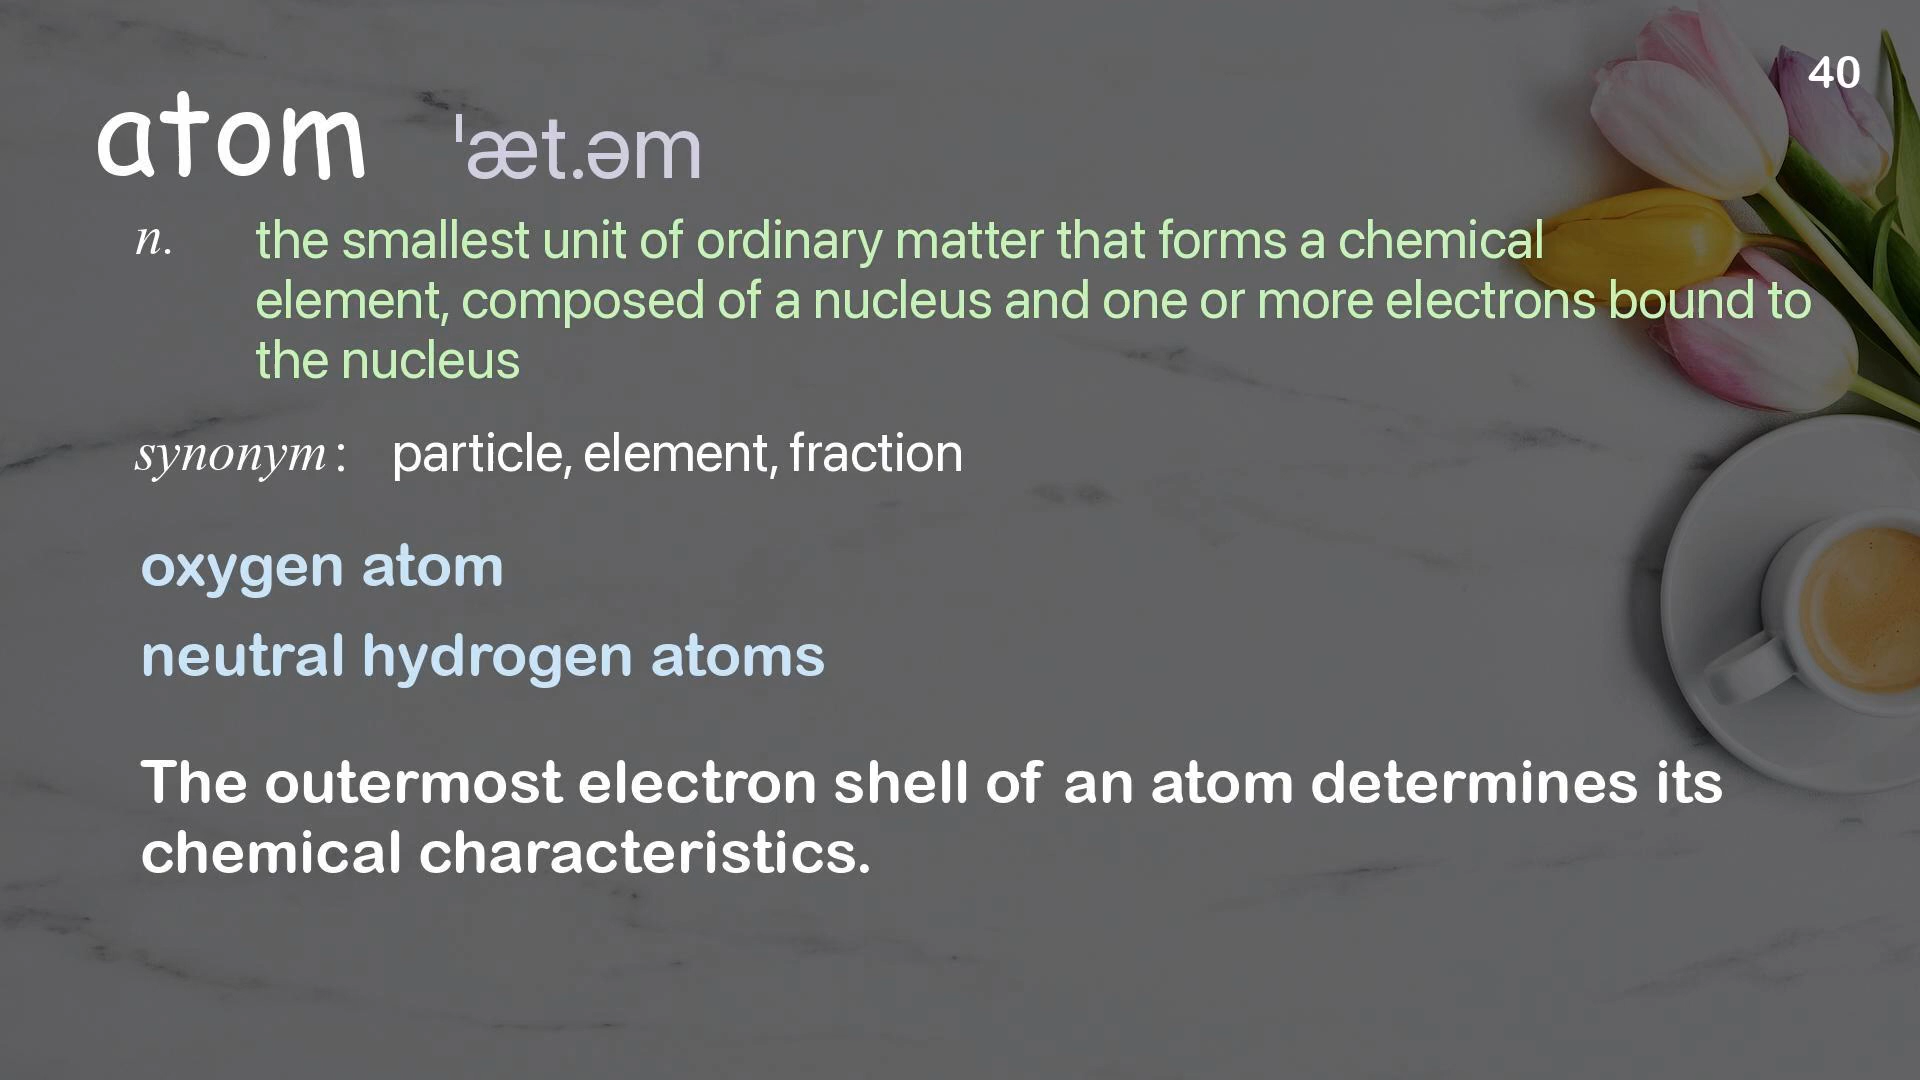 40
atom ˈæt.əm
n. the smallest unit of ordinary matter that forms a chemical
element, composed of a nucleus and one or more electrons bound to
the nucleus
synonym: particle, element, fraction
oxygen atom
neutral hydrogen atoms
The outermost electron shell of an atom determines its
chemical characteristics.